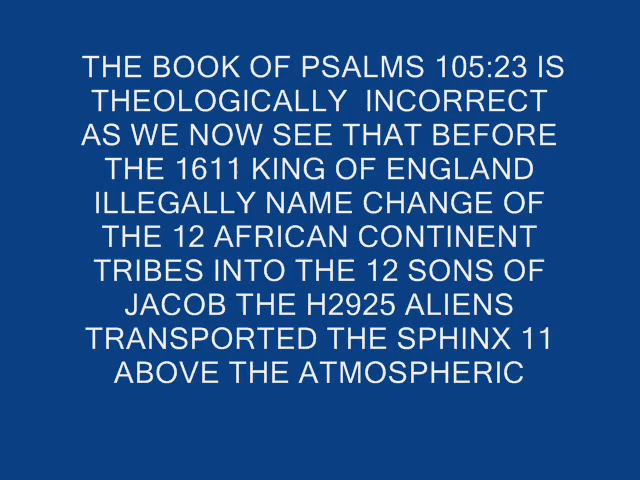 THE BOOK OF PSALMS 105:23 IS
THEOLOGICALLY  INCORRECT
AS WE NOW SEE THAT BEFORE
THE 1611 KING OF ENGLAND
ILLEGALLY NAME CHANGE OF
THE 12 AFRICAN CONTINENT
TRIBES INTO THE 12 SONS OF
JACOB THE H2925 ALIENS
TRANSPORTED THE SPHINX 11
ABOVE THE ATMOSPHERIC